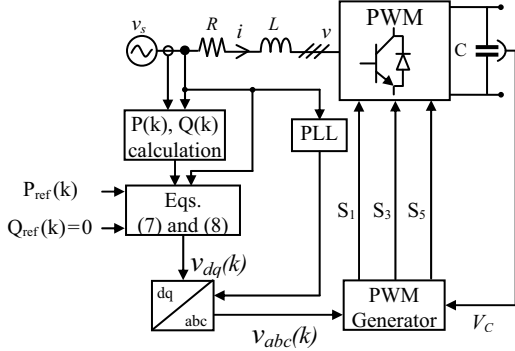 v_s
R
i
L
v
PWM
C
P(k), Q(k)
calculation
PLL
P_ref(k)
Q_ref(k)=0
Eqs.
(7) and (8)
S_1
S_3
S_5
v_dq(k)
dq
abc
v_abc(k)
PWM
Generator
V_C